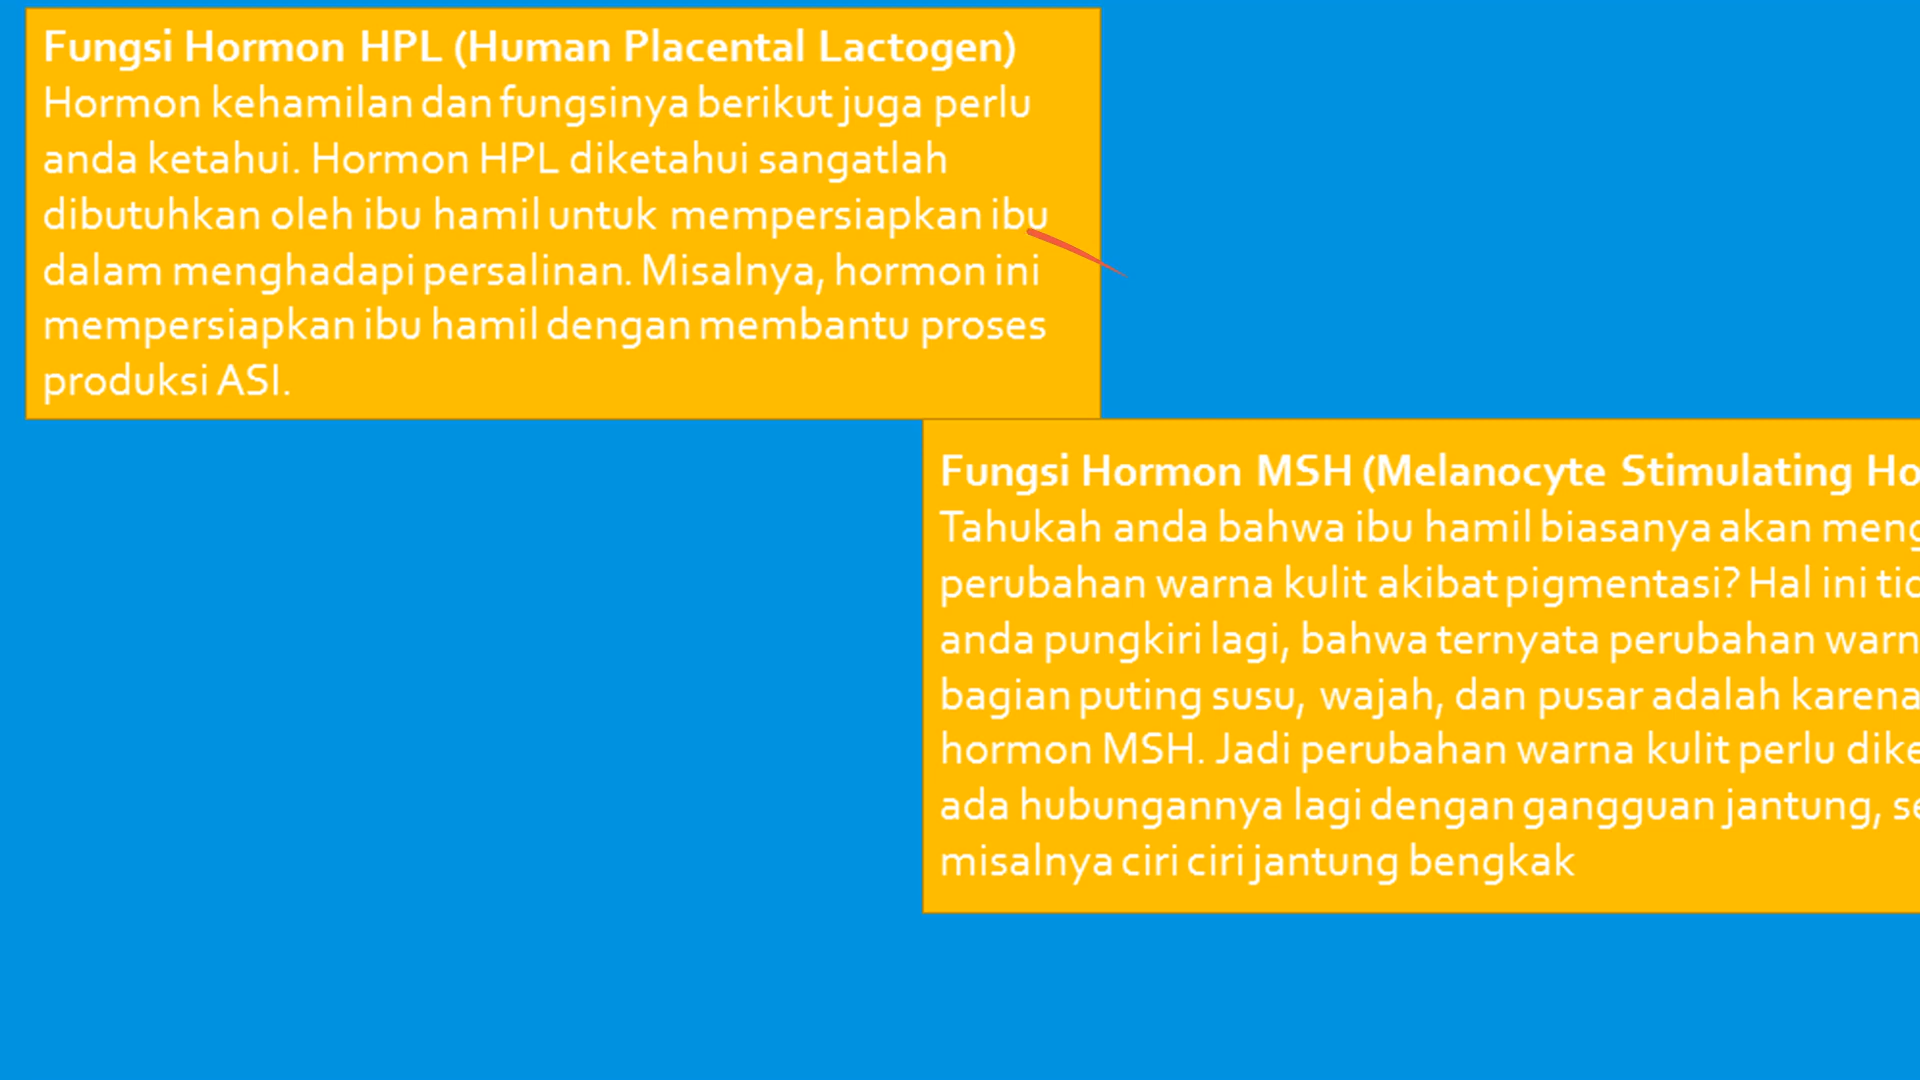 Fungsi Hormon HPL (Human Placental Lactogen)
Hormon kehamilan dan fungsinya berikut juga perlu
anda ketahui. Hormon HPL diketahui sangatlah
dibutuhkan oleh ibu hamil untuk mempersiapkan ibu
dalam menghadapi persalinan. Misalnya, hormon ini
mempersiapkan ibu hamil dengan membantu proses
produksi ASI.
Fungsi Hormon MSH (Melanocyte Stimulating
Tahukah anda bahwa ibu hamil biasanya akan
perubahan warna kulit akibat pigmentasi? Hal ini
anda pungkiri lagi, bahwa ternyata perubahan
bagian puting susu, wajah, dan pusar adalah karena
hormon MSH. Jadi perubahan warna kulit perlu
ada hubungannya lagi dengan gangguan jantung,
misalnya ciri ciri jantung bengkak